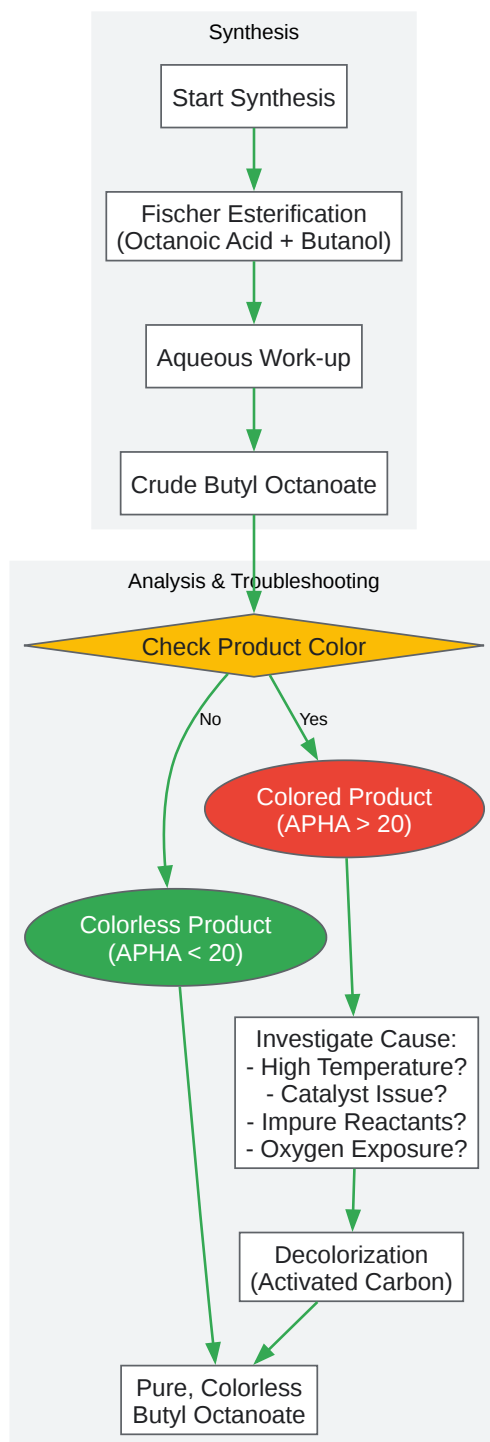 Synthesis
Start Synthesis
Fischer Esterification
(Octanoic Acid + Butanol)
Aqueous Work-up
Crude Butyl Octanoate
Analysis & Troubleshooting
Check Product Color
No
Yes
Colored Product
(APHA > 20)
Colorless Product
(APHA < 20)
Investigate Cause:
- High Temperature?
- Catalyst Issue?
- Impure Reactants?
- Oxygen Exposure?
Decolorization
(Activated Carbon)
Pure, Colorless
Butyl Octanoate